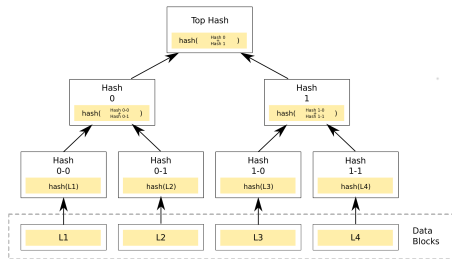 Top Hash
hash( Hash 0 + Hash 1 )
Hash
0
hash( Hash 0-0 + Hash 0-1 )
Hash
1
hash( Hash 1-0 + Hash 1-1 )
Hash
0-0
hash(L1)
Hash
0-1
hash(L2)
Hash
1-0
hash(L3)
Hash
1-1
hash(L4)
L1
L2
L3
L4
Data
Blocks